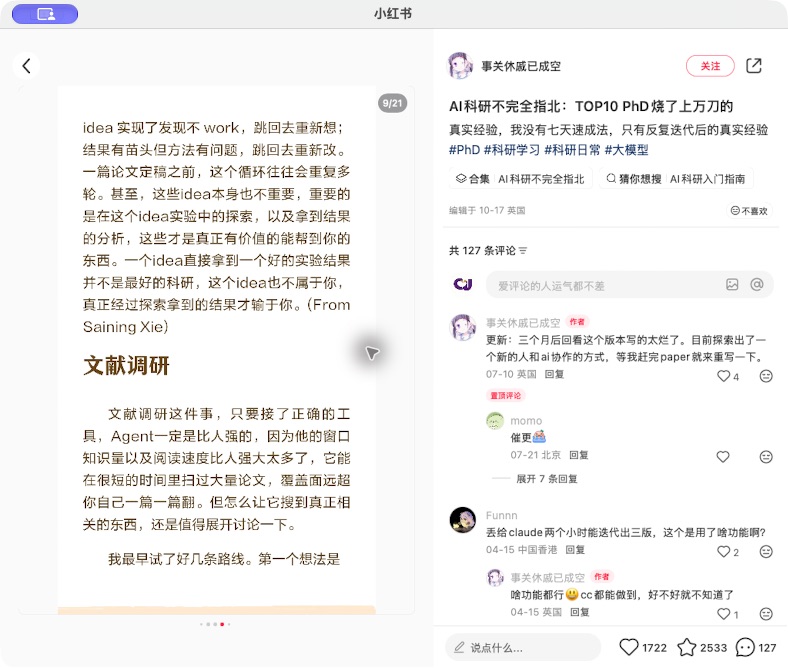 小红书
9/21
idea 实现了发现不 work，跳回去重新想；
结果有苗头但方法有问题，跳回去重新改。
一篇论文定稿之前，这个循环往往会重复多
轮。甚至，这些idea本身也不重要，重要的
是在这个idea实验中的探索，以及拿到结果
的分析，这些才是真正有价值的能帮到你的
东西。一个idea直接拿到一个好的实验结果
并不是最好的科研，这个idea也不属于你，
真正经过探索拿到的结果才输于你。（From
Saining Xie）
文献调研
文献调研这件事，只要接了正确的工
具，Agent一定是比人强的，因为他的窗口
知识量以及阅读速度比人强大太多了，它能
在很短的时间里扫过大量论文，覆盖面远超
你自己一篇一篇翻。但怎么让它搜到真正相
关的东西，还是值得展开讨论一下。
我最早试了好几条路线。第一个想法是
事关休戚已成空
关注
AI科研不完全指北：TOP10 PhD烧了上万刀的
真实经验，我没有七天速成法，只有反复迭代后的真实经验
#PhD #科研学习 #科研日常 #大模型
合集 AI科研不完全指北
猜你想搜 AI科研入门指南
编辑于 10-17 英国
不喜欢
共 127 条评论
CJ
爱评论的人运气都不差
事关休戚已成空 作者
更新：三个月后回看这个版本写的太烂了。目前探索出了一
个新的人和ai协作的方式，等我赶完paper就来重写一下。
07-10 英国 回复
4
置顶评论
momo
催更
07-21 北京 回复
展开 7 条回复
Funnn
丢给claude两个小时能迭代出三版，这个是用了啥功能啊？
04-15 中国香港 回复
2
事关休戚已成空 作者
啥功能都行😃cc都能做到，好不好就不知道了
04-15 英国 回复
1
说点什么...
1722
2533
127